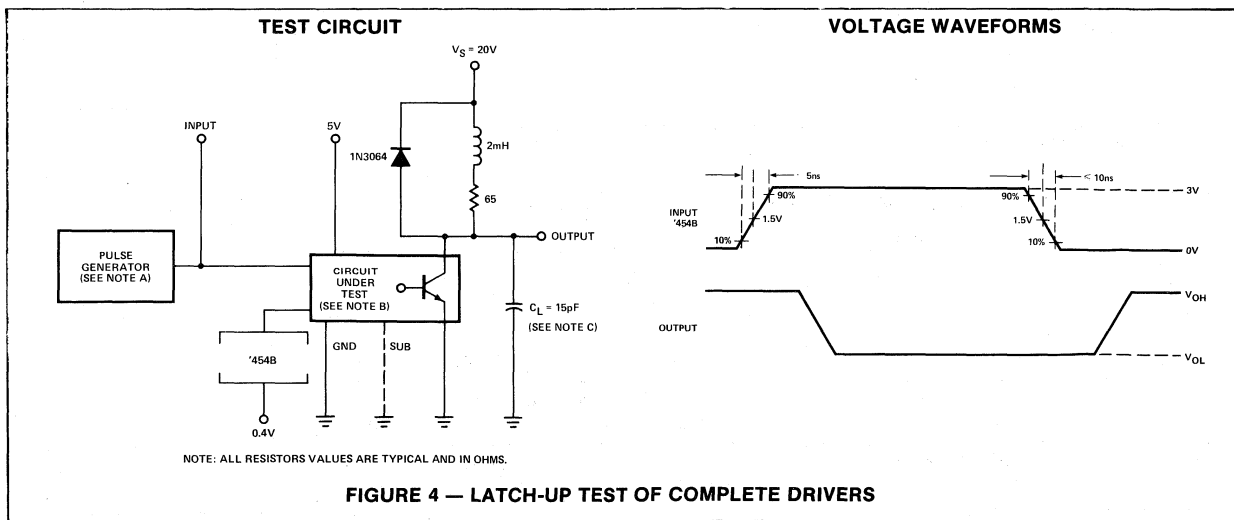 TEST CIRCUIT
VOLTAGE WAVEFORMS
VS = 20V
INPUT
5V
1N3064
2mH
65
OUTPUT
PULSE
GENERATOR
(SEE NOTE A)
CIRCUIT
UNDER
TEST
(SEE NOTE B)
CL = 15pF
(SEE NOTE C)
'454B
GND
SUB
0.4V
NOTE: ALL RESISTORS VALUES ARE TYPICAL AND IN OHMS.
5ns
< 10ns
90%
90%
3V
INPUT
'454B
1.5V
1.5V
10%
10%
0V
VOH
OUTPUT
VOL
FIGURE 4 — LATCH-UP TEST OF COMPLETE DRIVERS